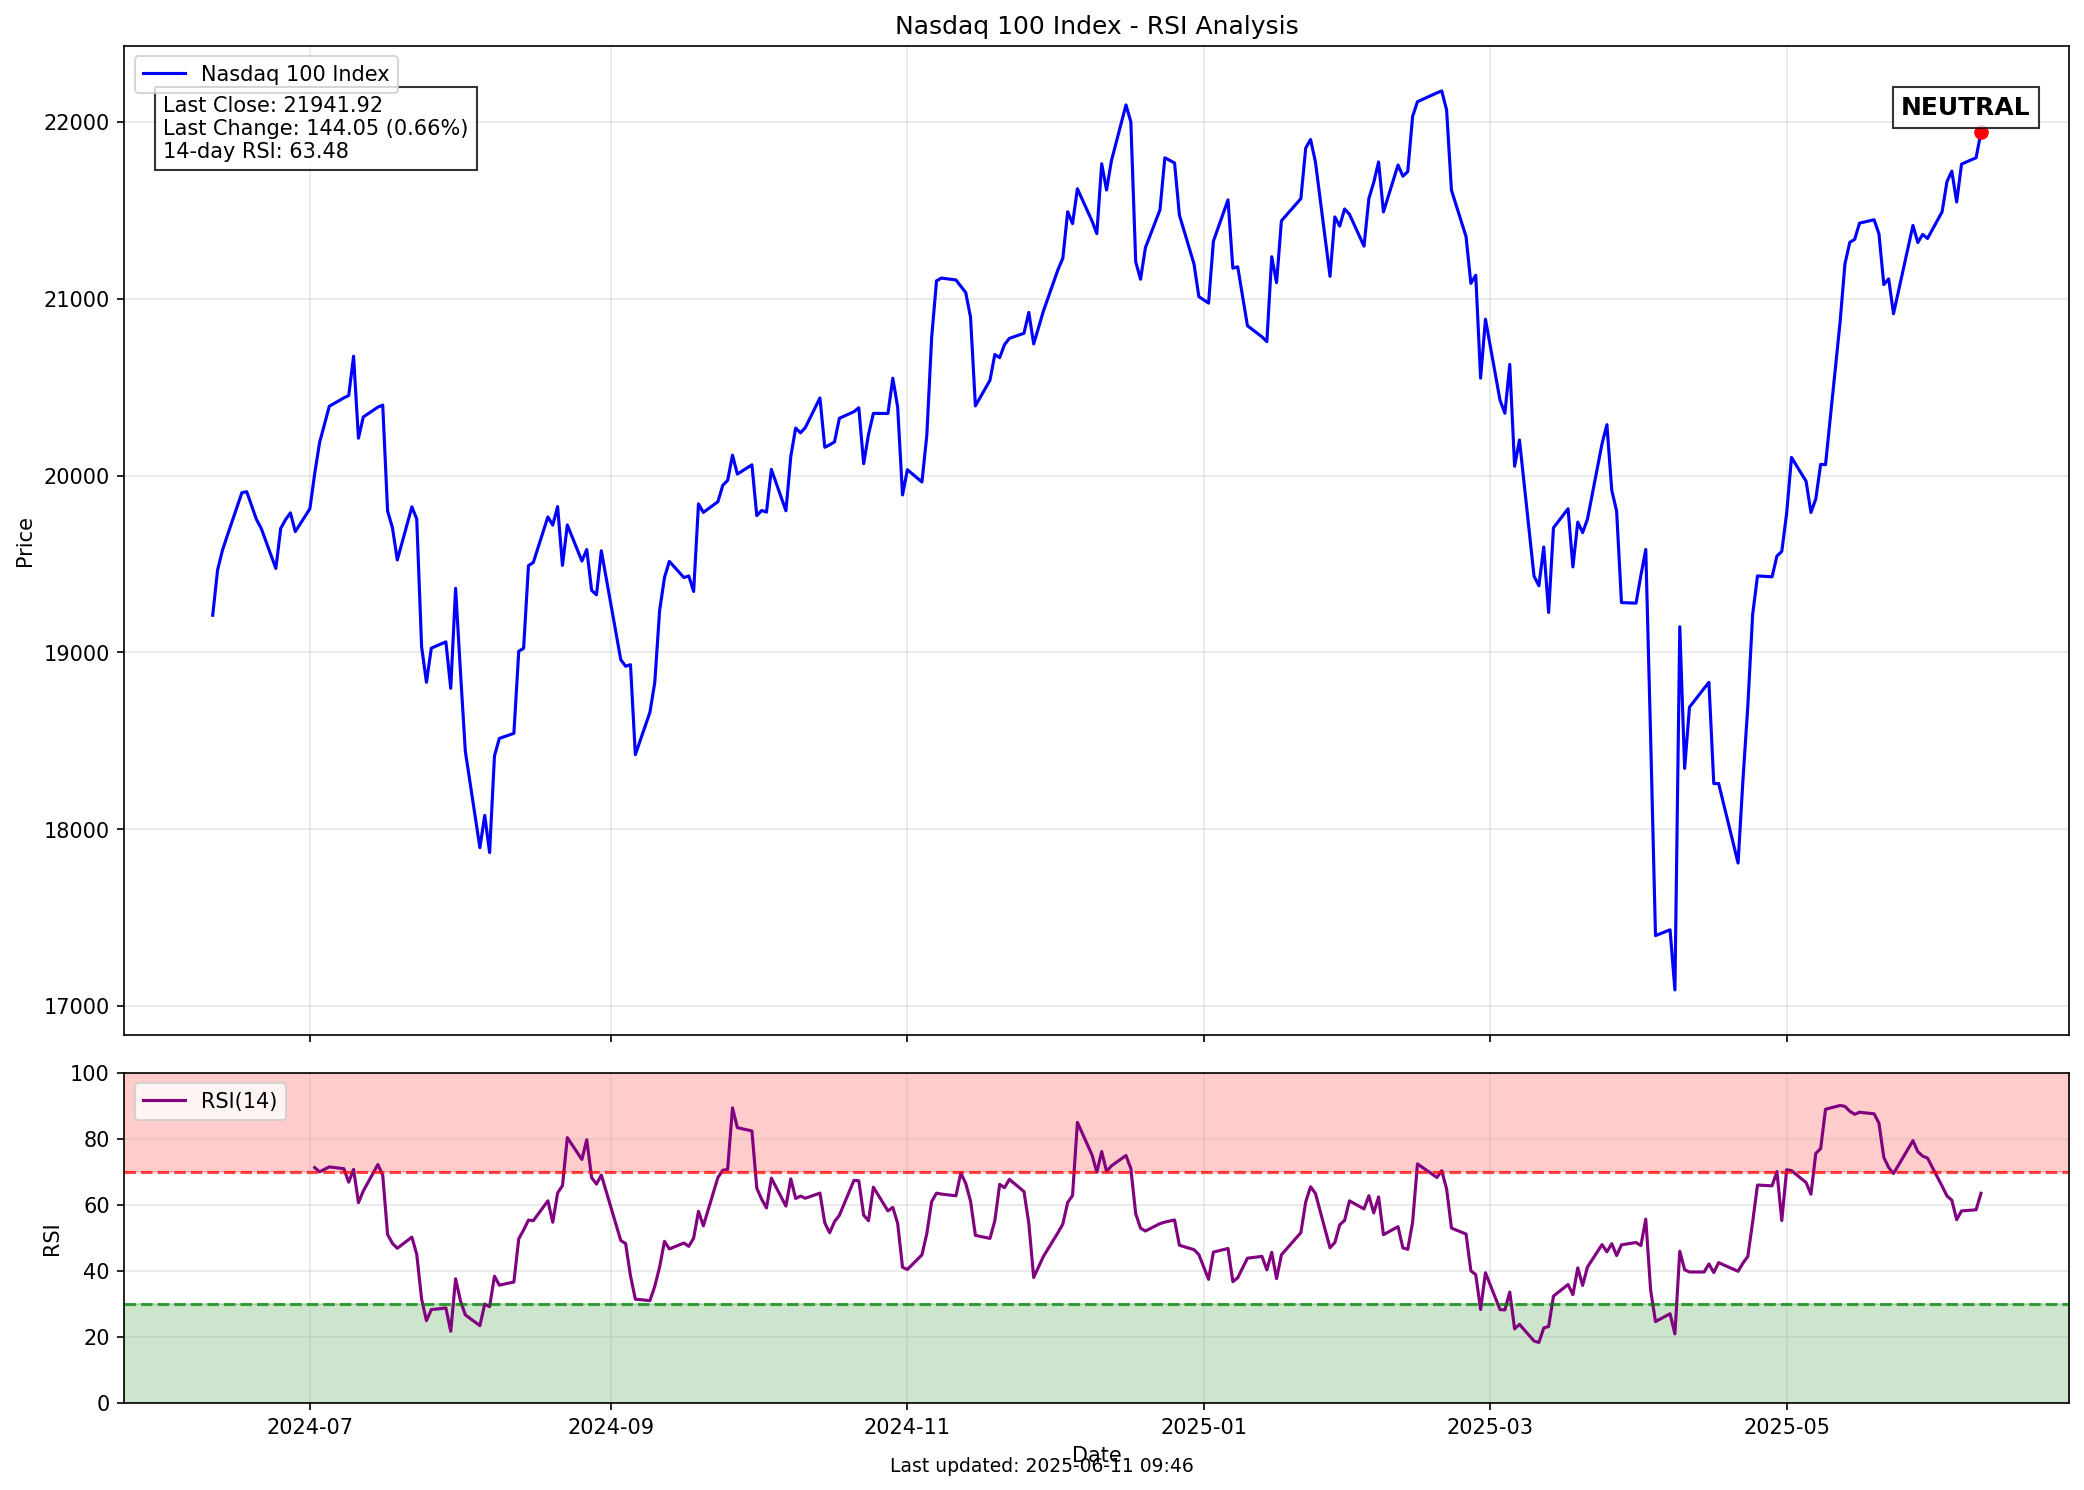 Nasdaq 100 Index - RSI Analysis
Nasdaq 100 Index
Last Close: 21941.92
Last Change: 144.05 (0.66%)
14-day RSI: 63.48
NEUTRAL
Price
22000
21000
20000
19000
18000
17000
RSI(14)
RSI
100
80
60
40
20
0
2024-07
2024-09
2024-11
2025-01
2025-03
2025-05
Date
Last updated: 2025-06-11 09:46